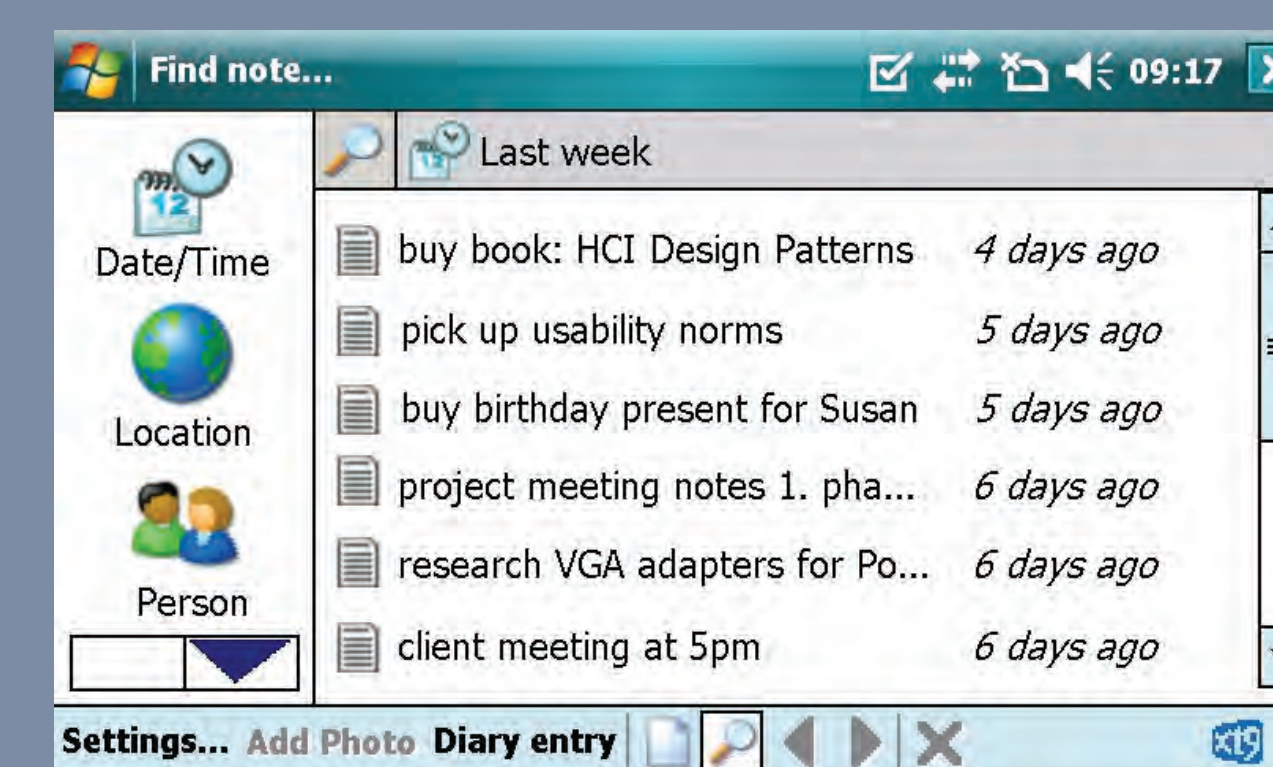 Find note... 09:17
Last week
12
Date/Time
Location
Person
buy book: HCI Design Patterns 4 days ago
pick up usability norms 5 days ago
buy birthday present for Susan 5 days ago
project meeting notes 1. pha... 6 days ago
research VGA adapters for Po... 6 days ago
client meeting at 5pm 6 days ago
Settings... Add Photo Diary entry xt9